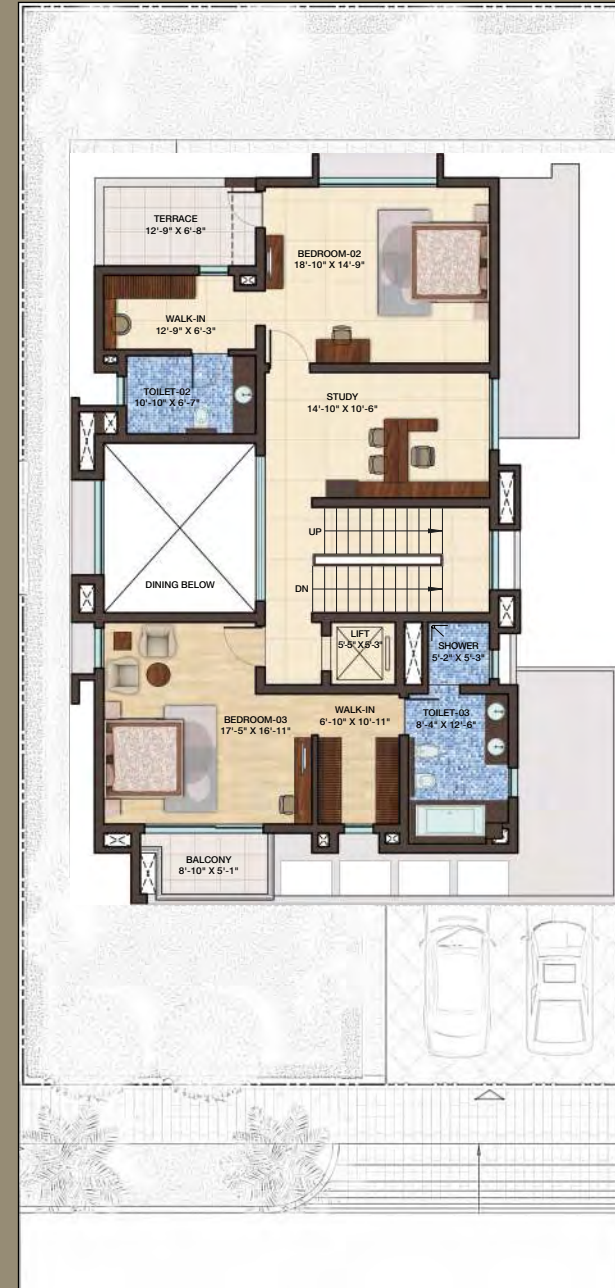 TERRACE
12'-9" X 6'-8"
BEDROOM-02
18'-10" X 14'-9"
WALK-IN
12'-9" X 6'-3"
TOILET-02
10'-10" X 6'-7"
STUDY
14'-10" X 10'-6"
UP
DINING BELOW
DN
LIFT
5'-5" X 5'-3"
SHOWER
5'-2" X 5'-3"
BEDROOM-03
17'-5" X 16'-11"
WALK-IN
6'-10" X 10'-11"
TOILET-03
8'-4" X 12'-6"
BALCONY
8'-10" X 5'-1"